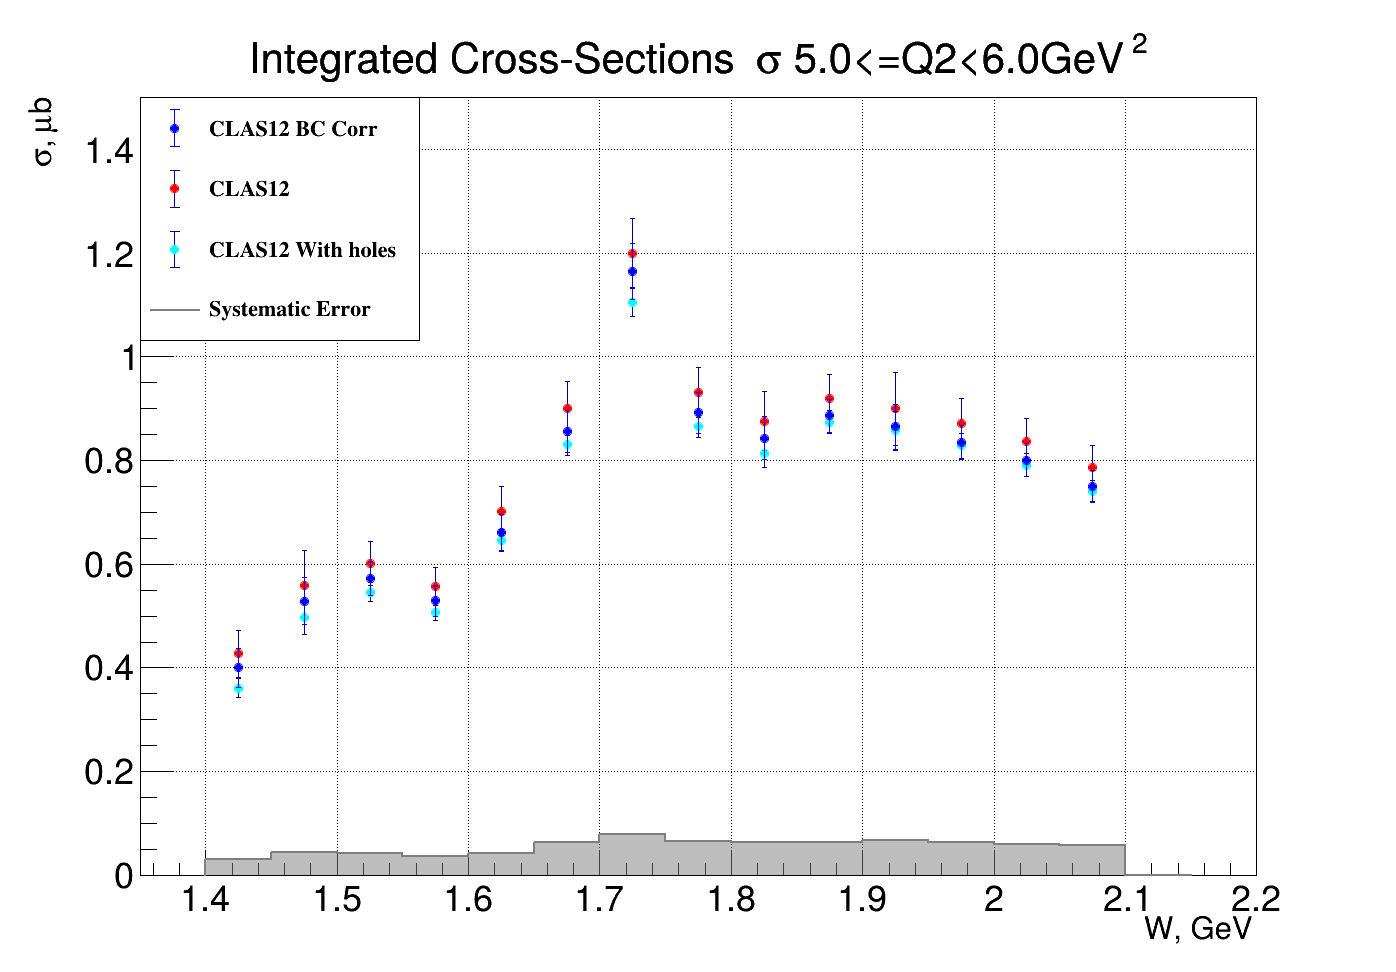 Integrated Cross-Sections σ 5.0<=Q2<6.0GeV²
σ, μb
CLAS12 BC Corr
CLAS12
CLAS12 With holes
Systematic Error
1.4
1.2
1
0.8
0.6
0.4
0.2
0
1.4 1.5 1.6 1.7 1.8 1.9 2 2.1 2.2
W, GeV